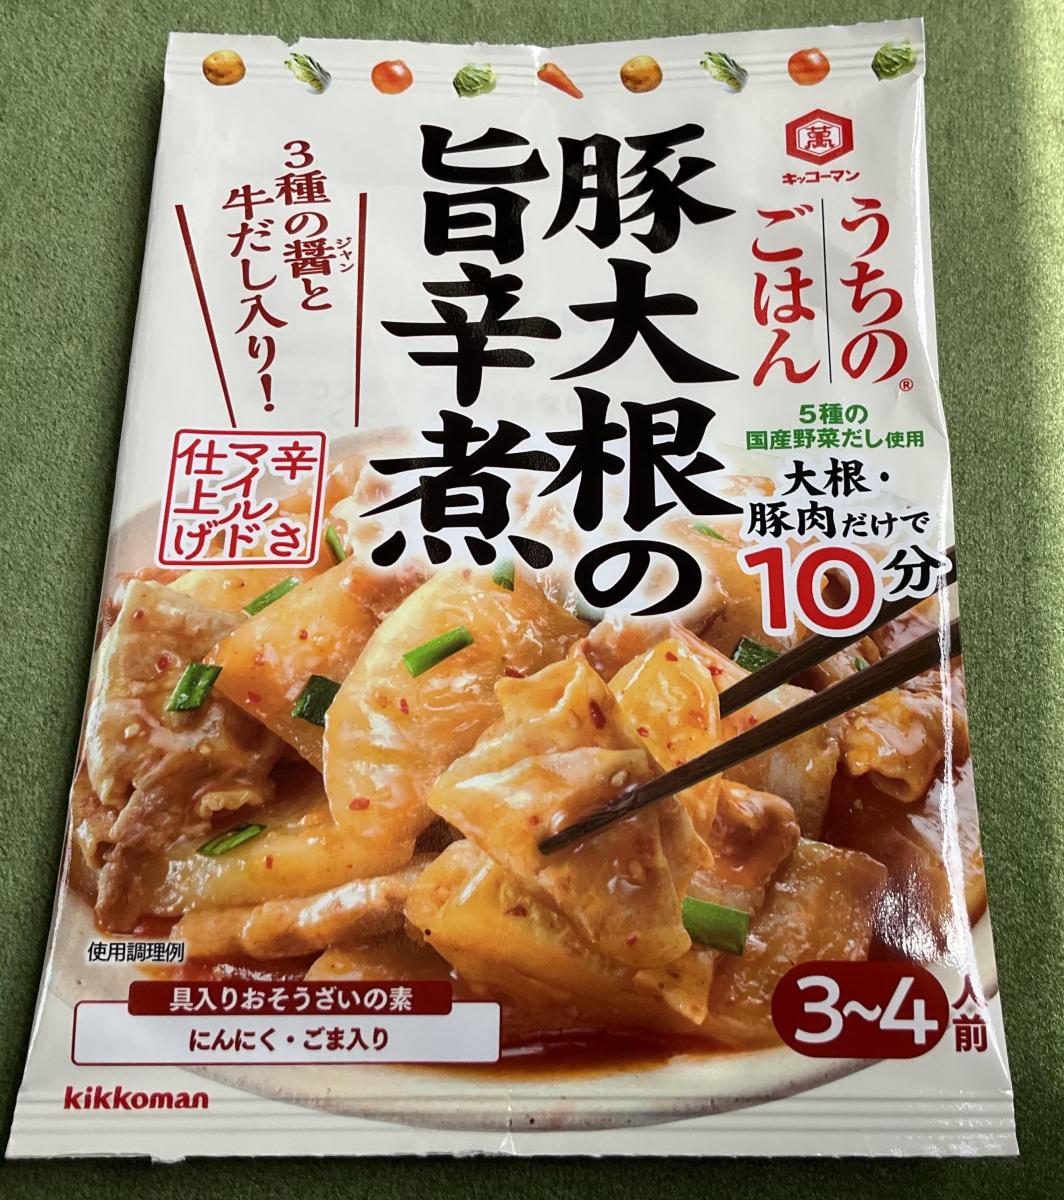 萬
キッコーマン
うちの®
ごはん
5種の
国産野菜だし使用
大根・
豚肉だけで
10分
豚大根の
旨辛煮
3種の醤と
ジャン
牛だし入り!
辛さ
マイルド
仕上げ
使用調理例
具入りおそうざいの素
にんにく・ごま入り
3〜4人前
kikkoman